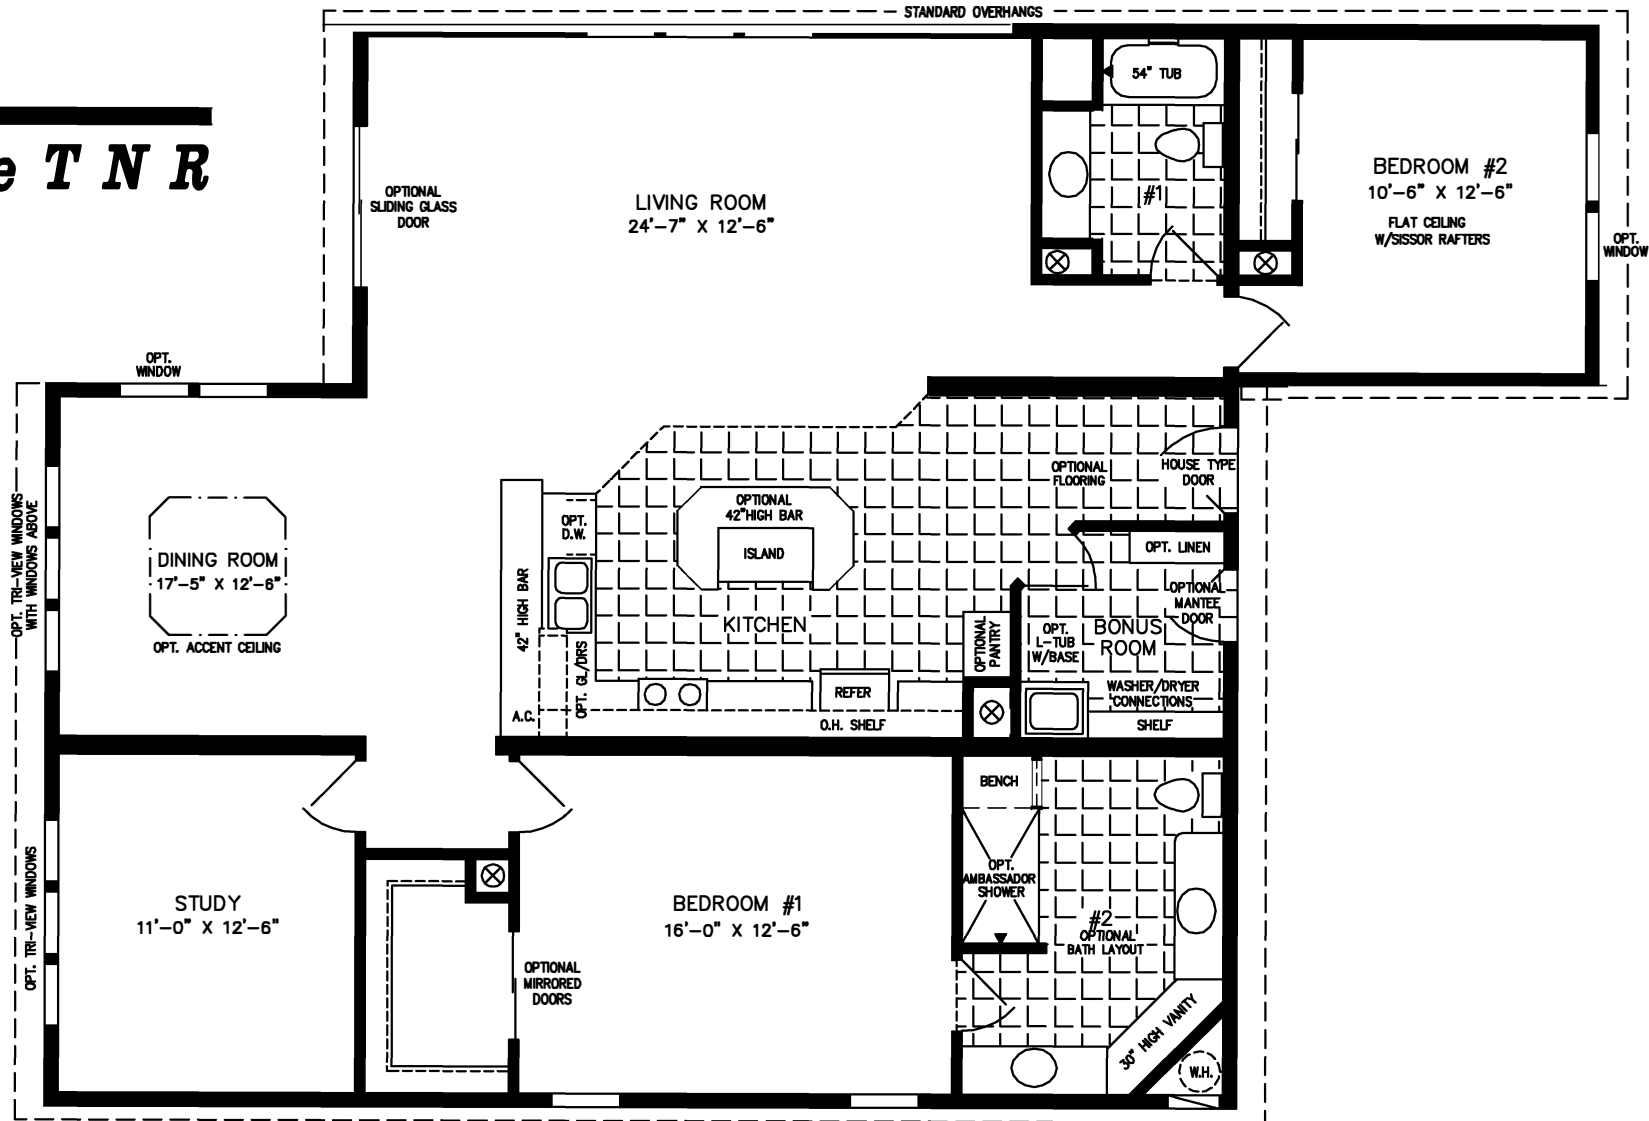 STANDARD OVERHANGS
e T N R
54" TUB
OPTIONAL
SLIDING GLASS
DOOR
LIVING ROOM
24'-7" X 12'-6"
#1
BEDROOM #2
10'-6" X 12'-6"
FLAT CEILING
W/SISSOR RAFTERS
OPT.
WINDOW
OPT.
WINDOW
OPT. TRI-VIEW WINDOWS
WITH WINDOWS ABOVE
DINING ROOM
17'-5" X 12'-6"
OPT. ACCENT CEILING
OPT.
D.W.
42" HIGH BAR
OPT. GL/DRS
A.C.
OPTIONAL
42"HIGH BAR
ISLAND
KITCHEN
REFER
O.H. SHELF
OPTIONAL
PANTRY
OPTIONAL
FLOORING
HOUSE TYPE
DOOR
OPT. LINEN
OPTIONAL
MANTEE
DOOR
OPT.
L-TUB
W/BASE
BONUS
ROOM
WASHER/DRYER
CONNECTIONS
SHELF
OPT. TRI-VIEW WINDOWS
STUDY
11'-0" X 12'-6"
OPTIONAL
MIRRORED
DOORS
BEDROOM #1
16'-0" X 12'-6"
BENCH
OPT.
AMBASSADOR
SHOWER
#2
OPTIONAL
BATH LAYOUT
30" HIGH VANITY
W.H.